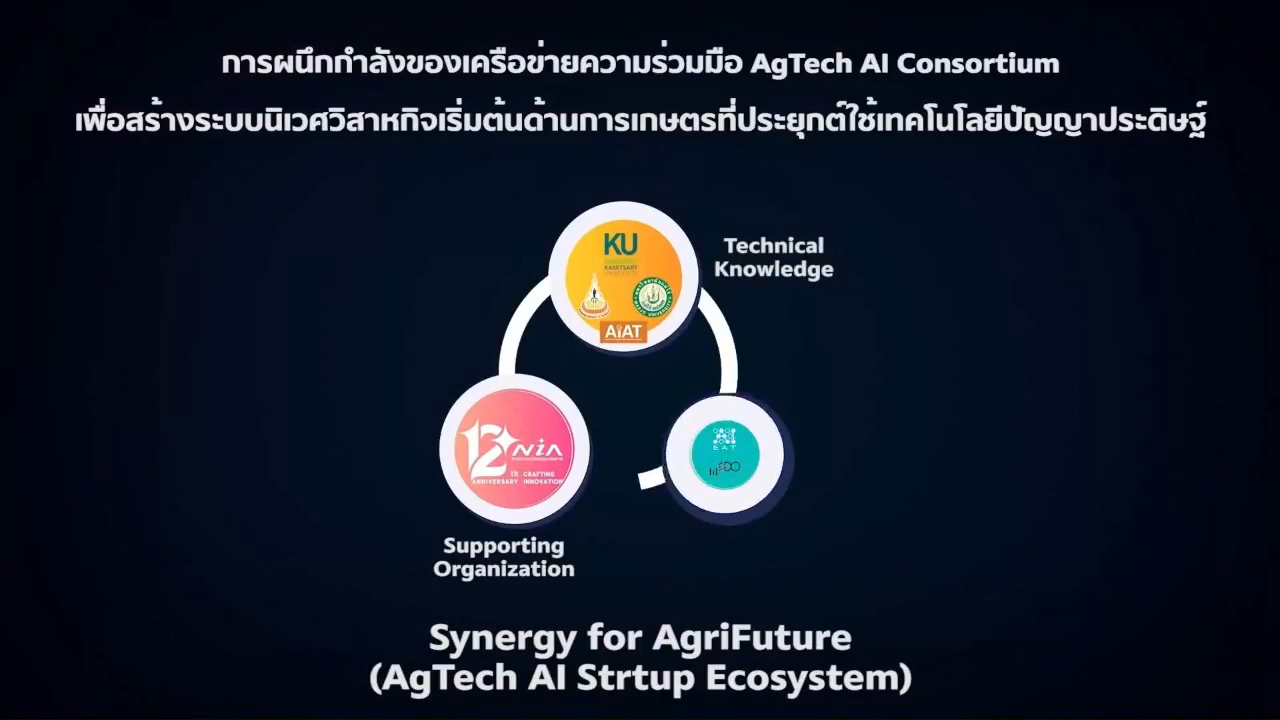 การผนึกกำลังของเครือข่ายความร่วมมือ AgTech AI Consortium
เพื่อสร้างระบบนิเวศวิสาหกิจเริ่มต้นด้านการเกษตรที่ประยุกต์ใช้เทคโนโลยีปัญญาประดิษฐ์
KU
KASETSART
UNIVERSITY
AIAT
Technical
Knowledge
12th
NIA
CRAFTING
ANNIVERSARY INNOVATION
EAT
Supporting
Organization
Synergy for AgriFuture
(AgTech AI Strtup Ecosystem)